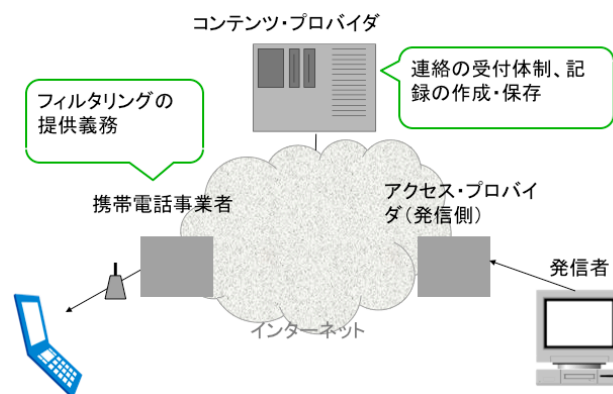 コンテンツ・プロバイダ
フィルタリングの
提供義務
連絡の受付体制、記
録の作成・保存
携帯電話事業者
アクセス・プロバイ
ダ(発信側)
発信者
インターネット